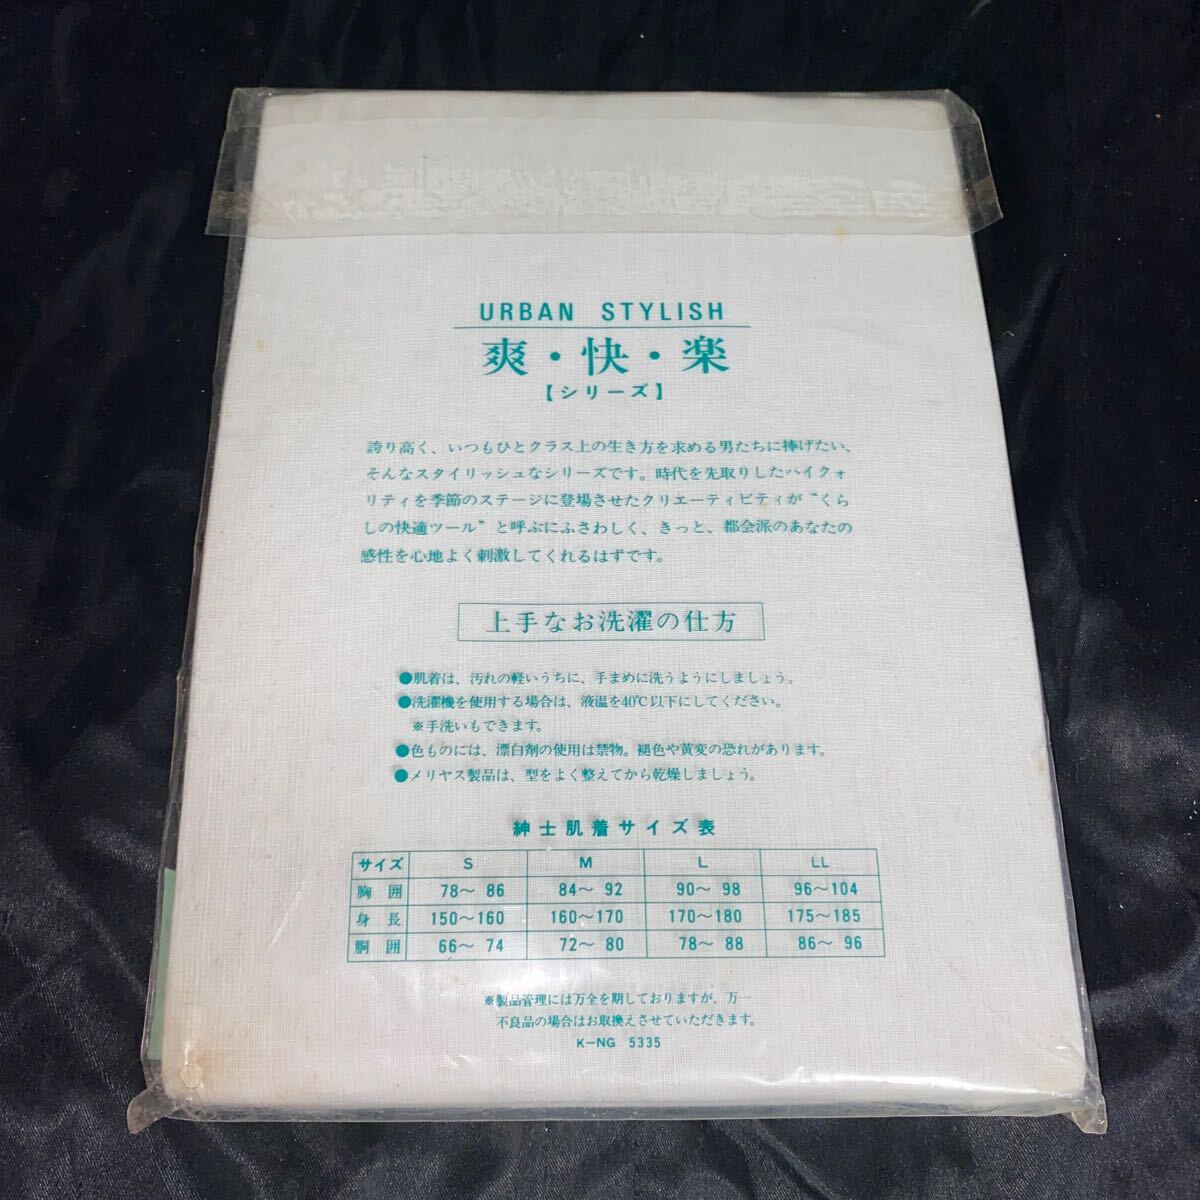 URBAN STYLISH
爽・快・楽
【シリーズ】
誇り高く、いつもひとクラス上の生き方を求める男たちに捧げたい、
そんなスタイリッシュなシリーズです。時代を先取りしたハイクォ
リティを季節のステージに登場させたクリエーティビティが“くら
しの快適ツール”と呼ぶにふさわしく、きっと、都会派のあなたの
感性を心地よく刺激してくれるはずです。
上手なお洗濯の仕方
●肌着は、汚れの軽いうちに、手まめに洗うようにしましょう。
●洗濯機を使用する場合は、液温を40℃以下にしてください。
※手洗いもできます。
●色ものには、漂白剤の使用は禁物。褪色や黄変の恐れがあります。
●メリヤス製品は、型をよく整えてから乾燥しましょう。
紳士肌着サイズ表
サイズ S M L LL
胸囲 78〜86 84〜92 90〜98 96〜104
身長 150〜160 160〜170 170〜180 175〜185
胴囲 66〜74 72〜80 78〜88 86〜96
※製品管理には万全を期しておりますが、万一
不良品の場合はお取換えさせていただきます。
K-NG 5335